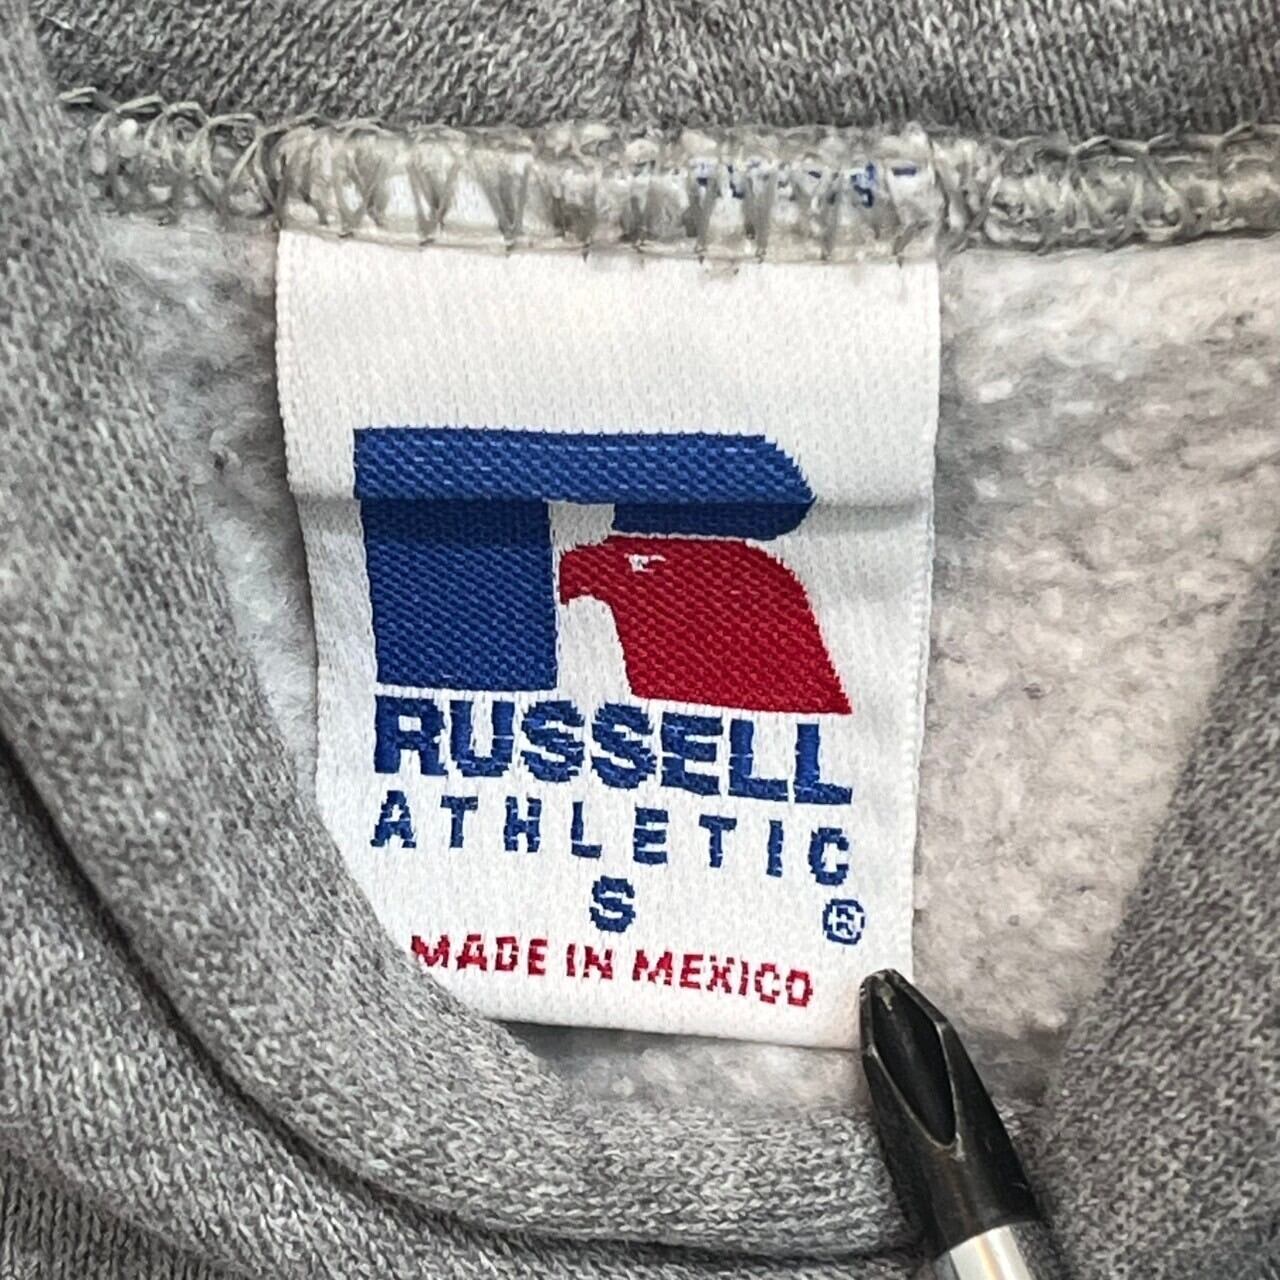 RUSSELL
ATHLETIC
S ®
MADE IN MEXICO